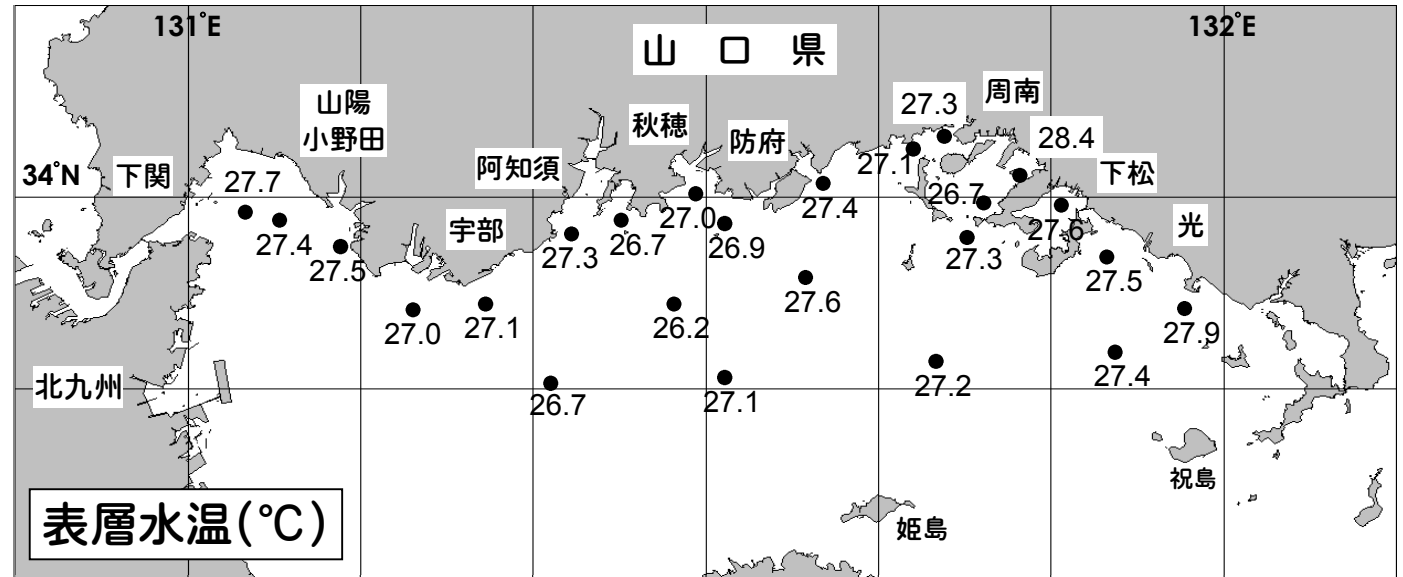 131°E
132°E
山 口 県
山陽
小野田
秋穂
防府
27.3
周南
28.4
27.1
下松
34°N
下関
27.7
阿知須
26.7
27.4
27.0
27.4
宇部
27.3
26.7
26.9
27.6
光
27.5
27.3
27.5
27.6
27.0
27.1
26.2
27.9
27.2
27.4
北九州
26.7
27.1
祝島
表層水温(℃)
姫島